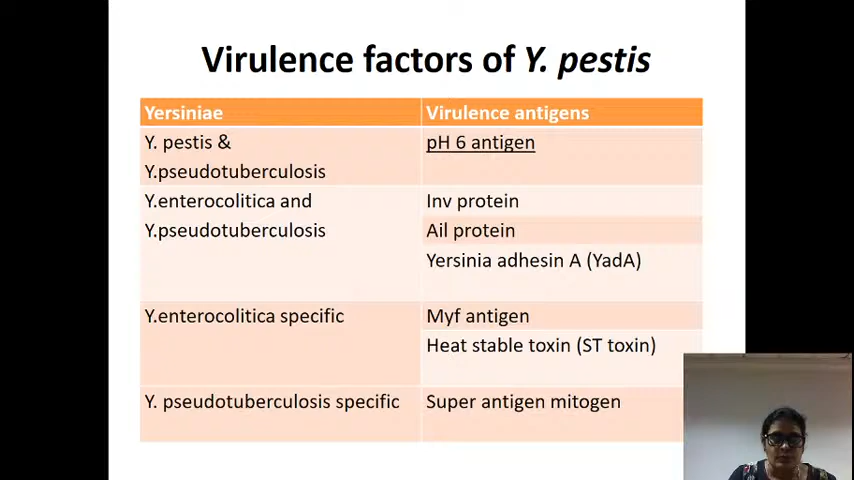 Virulence factors of Y. pestis
Yersiniae
Virulence antigens
Y. pestis &
Y.pseudotuberculosis
pH 6 antigen
Y.enterocolitica and
Y.pseudotuberculosis
Inv protein
Ail protein
Yersinia adhesin A (YadA)
Y.enterocolitica specific
Myf antigen
Heat stable toxin (ST toxin)
Y. pseudotuberculosis specific
Super antigen mitogen